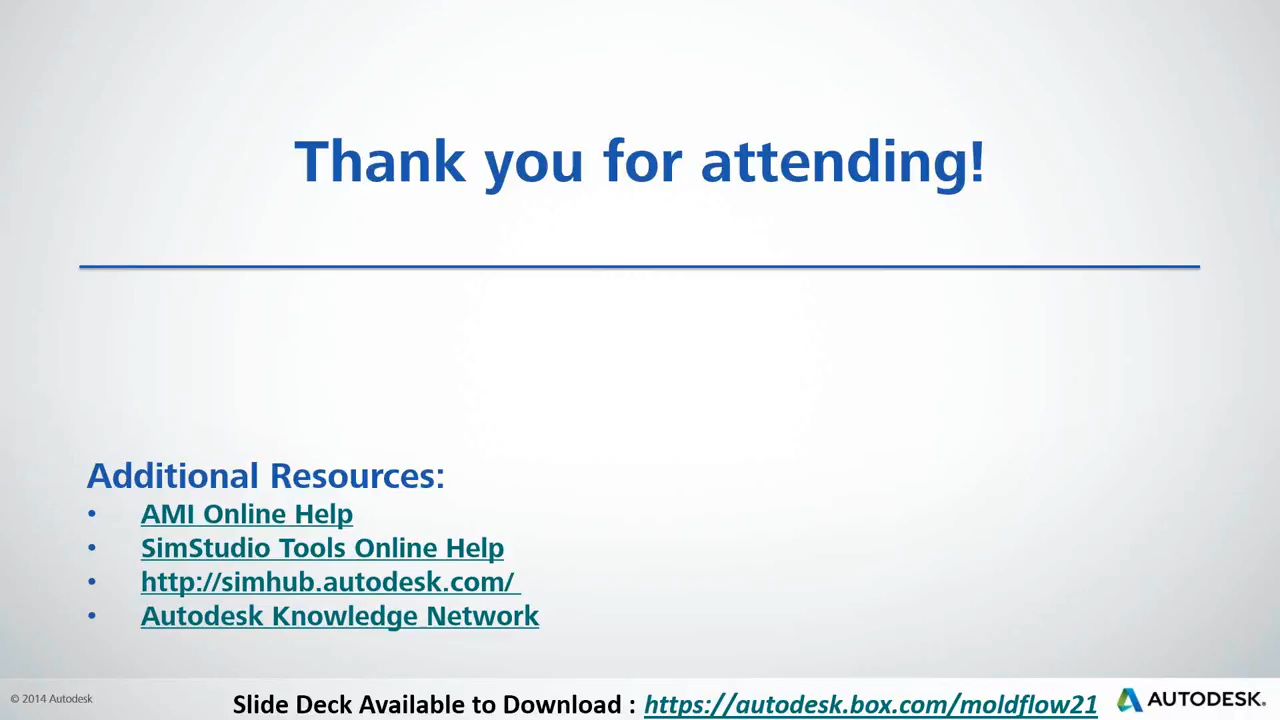 Thank you for attending!
Additional Resources:
• AMI Online Help
• SimStudio Tools Online Help
• http://simhub.autodesk.com/
• Autodesk Knowledge Network
© 2014 Autodesk
Slide Deck Available to Download : https://autodesk.box.com/moldflow21
AUTODESK.